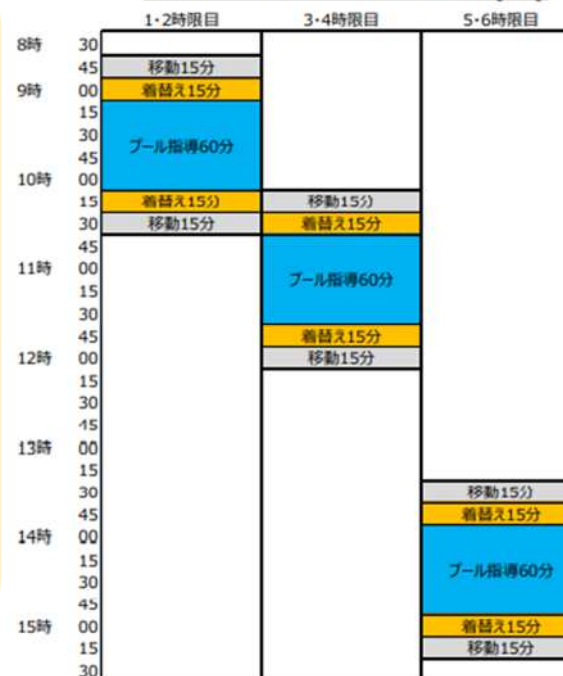 1・2時限目 3・4時限目 5・6時限目
8時 30
45 移動15分
9時 00 着替え15分
15
30 プール指導60分
45
10時 00
15 着替え15分 移動15分
30 移動15分 着替え15分
45
11時 00 プール指導60分
15
30
45 着替え15分
12時 00 移動15分
15
30
45
13時 00
15
30 移動15分
45 着替え15分
14時 00
15 プール指導60分
30
45
15時 00 着替え15分
15 移動15分
30